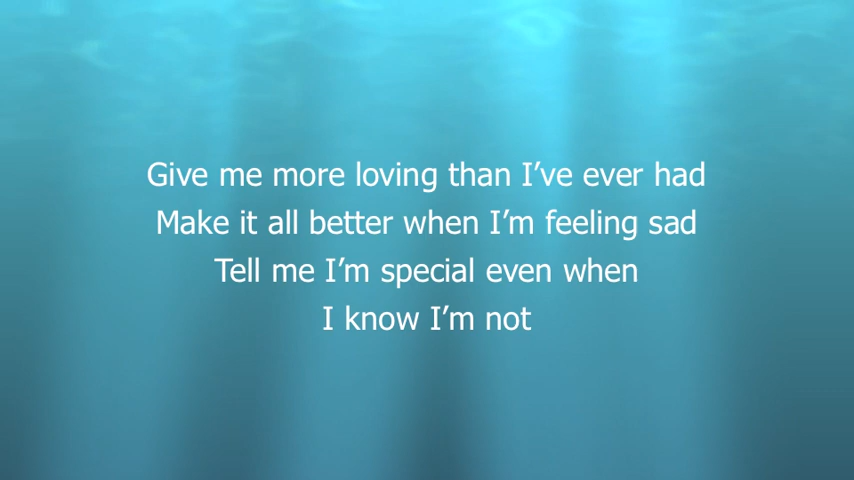 Give me more loving than I’ve ever had
Make it all better when I’m feeling sad
Tell me I’m special even when
I know I’m not